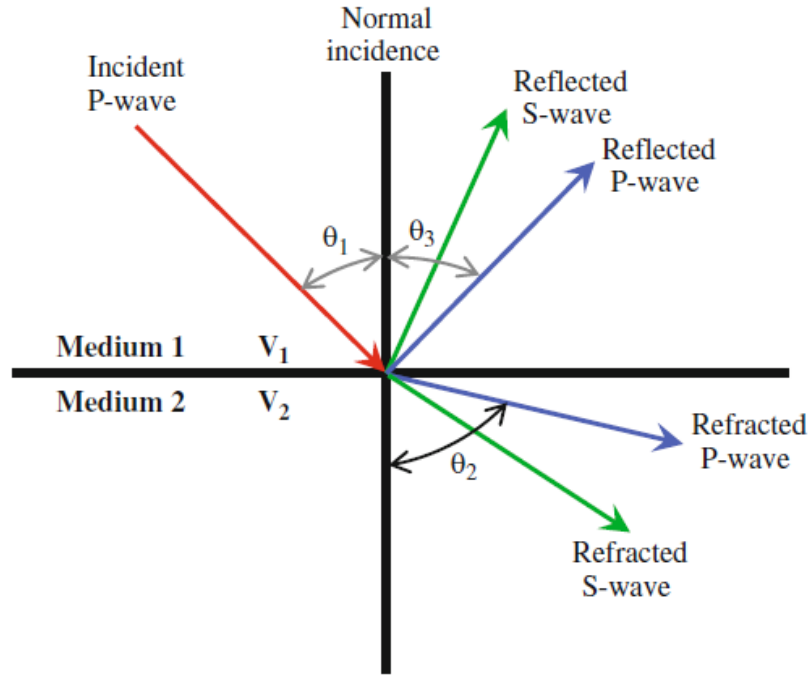 Normal
incidence
Incident
P-wave
Reflected
S-wave
Reflected
P-wave
θ1
θ3
Medium 1 V1
Medium 2 V2
θ2
Refracted
P-wave
Refracted
S-wave